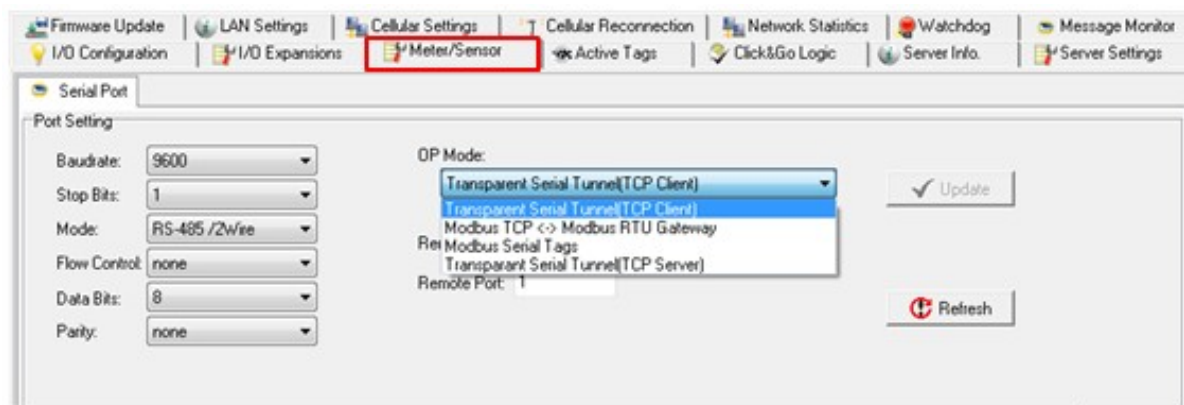 Firmware Update LAN Settings Cellular Settings Cellular Reconnection Network Statistics Watchdog Message Monitor
I/O Configuration I/O Expansions Meter/Sensor Active Tags Click&Go Logic Server Info. Server Settings
Serial Port
Port Setting
Baudrate: 9600
Stop Bits: 1
Mode: RS-485 /2Wire
Flow Control: none
Data Bits: 8
Parity: none
OP Mode:
Transparent Serial Tunnel(TCP Client)
Transparent Serial Tunnel(TCP Client)
Modbus TCP <-> Modbus RTU Gateway
Modbus Serial Tags
Transparant Serial Tunnel(TCP Server)
Remote Port: 1
Update
Refresh